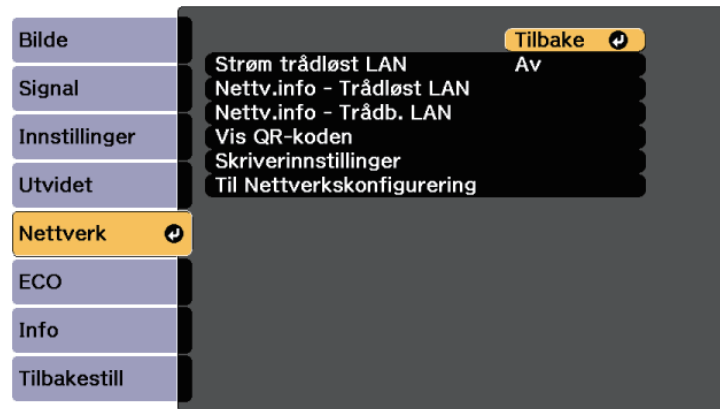 Bilde
Signal
Innstillinger
Utvidet
Nettverk
ECO
Info
Tilbakestill
Tilbake
Strøm trådløst LAN Av
Nettv.info - Trådløst LAN
Nettv.info - Trådb. LAN
Vis QR-koden
Skriverinnstillinger
Til Nettverkskonfigurering